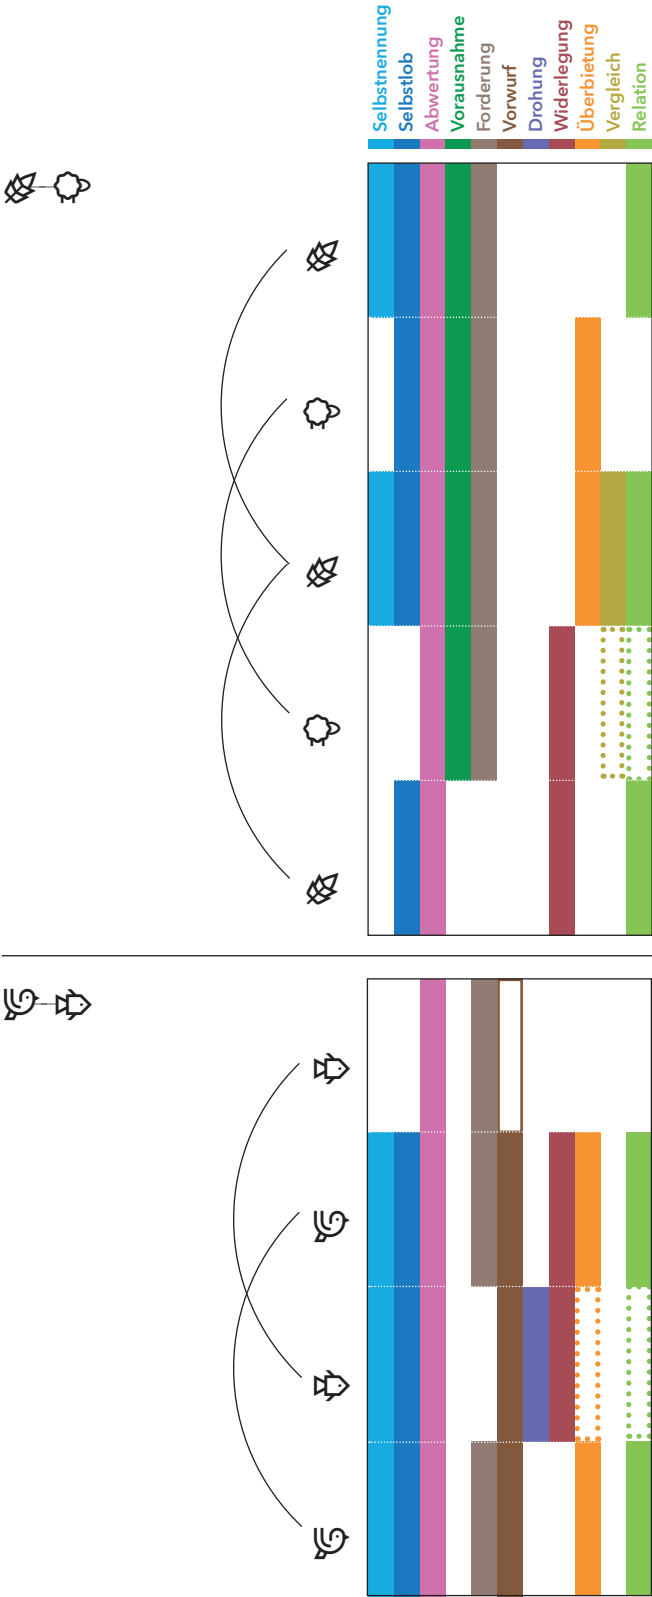 Selbstnennung
Selbstlob
Abwertung
Vorausnahme
Forderung
Vorwurf
Drohung
Widerlegung
Überbietung
Vergleich
Relation